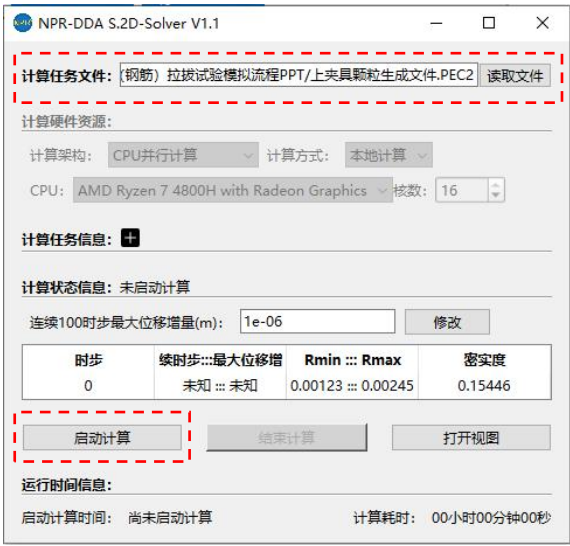 NPR NPR-DDA S.2D-Solver V1.1
计算任务文件: (钢筋）拉拔试验模拟流程PPT/上夹具颗粒生成文件.PEC2 读取文件
计算硬件资源:
计算架构: CPU并行计算 计算方式: 本地计算
CPU: AMD Ryzen 7 4800H with Radeon Graphics 核数: 16
计算任务信息:
计算状态信息: 未启动计算
连续100时步最大位移增量(m): 1e-06 修改
时步 续时步:::最大位移增 Rmin ::: Rmax 密实度
0 未知 ::: 未知 0.00123 ::: 0.00245 0.15446
启动计算 结束计算 打开视图
运行时间信息:
启动计算时间: 尚未启动计算 计算耗时: 00小时00分钟00秒